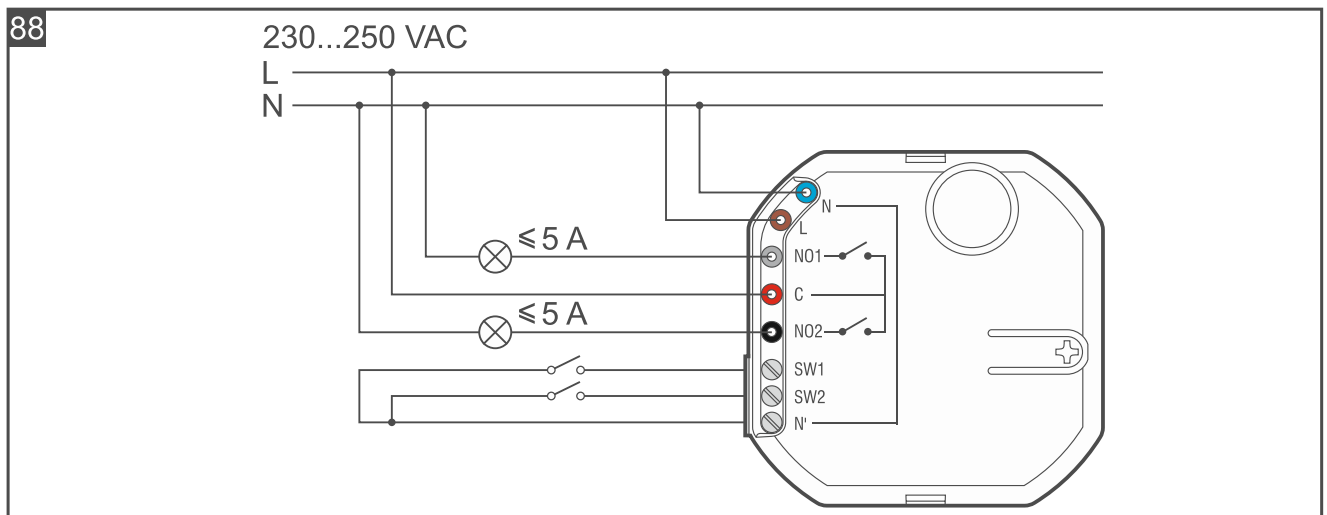 88
230...250 VAC
L
N
N
L
≤ 5 A
NO1
C
≤ 5 A
NO2
SW1
SW2
N'